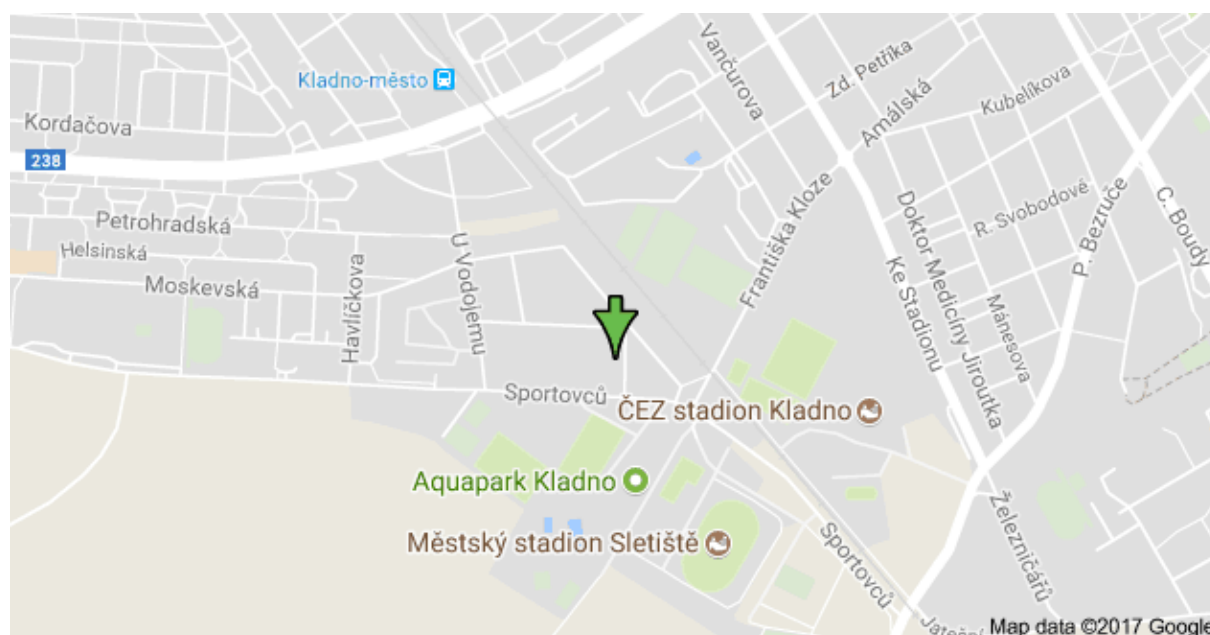 Kladno-město
Vančurova
Zd. Petříka
Kubelíkova
Amálská
Kordačova
238
Petrohradská
Helsinská
Moskevská
Havlíčkova
U Vodojemu
Františka Kloze
Doktor Medicíny Jiroutka
R. Svobodové
P. Bezruče
C. Boudy
Ke Stadionu
Mánesova
Sportovců
ČEZ stadion Kladno
Aquapark Kladno
Městský stadion Sletiště
Sportovců
Železničářů
Map data ©2017 Google